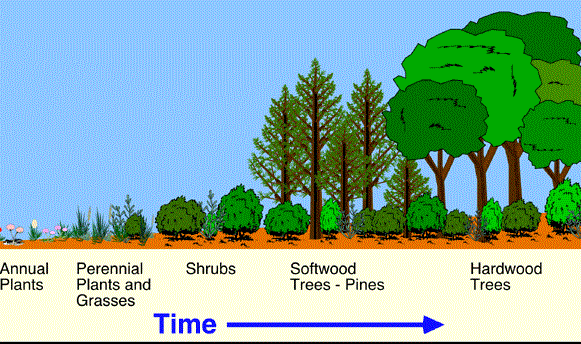 Annual
Plants
Perennial
Plants and
Grasses
Shrubs
Softwood
Trees - Pines
Hardwood
Trees
Time